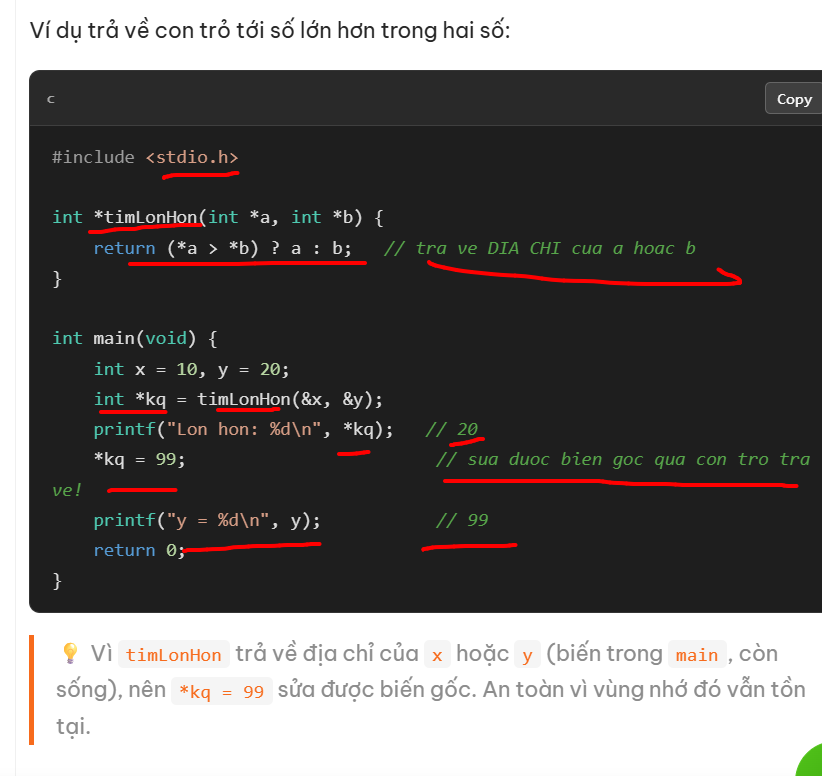 Ví dụ trả về con trỏ tới số lớn hơn trong hai số:
c
Copy
#include <stdio.h>
int *timLonHon(int *a, int *b) {
return (*a > *b) ? a : b;   // tra ve DIA CHI cua a hoac b
}
int main(void) {
int x = 10, y = 20;
int *kq = timLonHon(&x, &y);
printf("Lon hon: %d\n", *kq);   // 20
*kq = 99;                        // sua duoc bien goc qua con tro tra
ve!
printf("y = %d\n", y);           // 99
return 0;
}
💡 Vì timLonHon trả về địa chỉ của x hoặc y (biến trong main, còn
sống), nên *kq = 99 sửa được biến gốc. An toàn vì vùng nhớ đó vẫn tồn
tại.